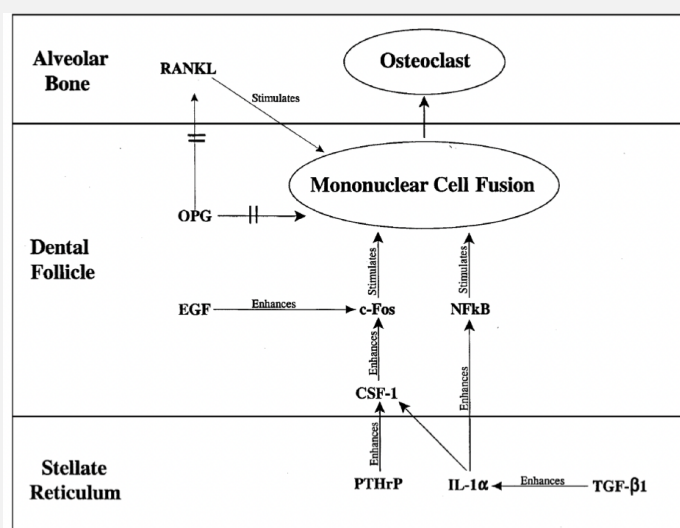 Alveolar
Bone
RANKL
Osteoclast
Stimulates
Mononuclear Cell Fusion
OPG
Dental
Follicle
Stimulates
Stimulates
EGF
Enhances
c-Fos
NFkB
Enhances
Enhances
CSF-1
Enhances
Stellate
Reticulum
PTHrP
IL-1α
Enhances
TGF-β1